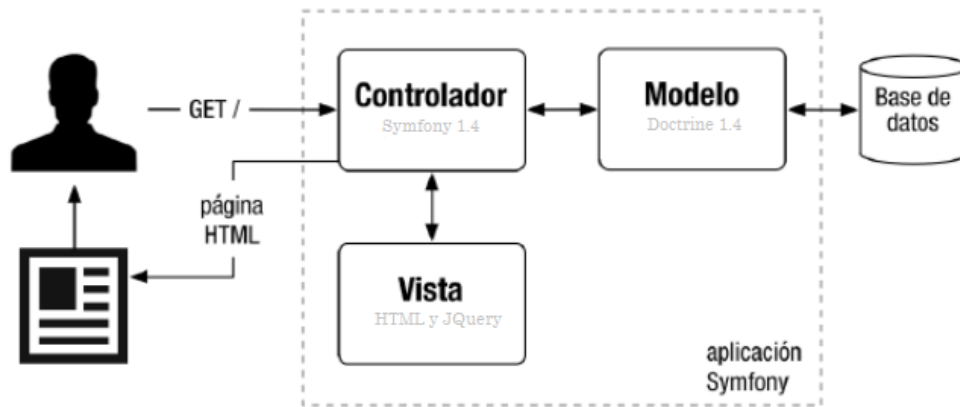 GET /
Controlador
Symfony 1.4
Modelo
Doctrine 1.4
Base de
datos
página
HTML
Vista
HTML y JQuery
aplicación
Symfony